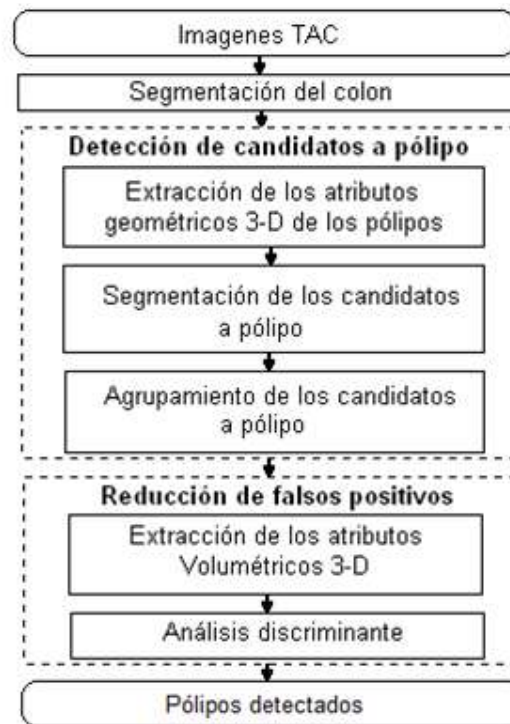 Imagenes TAC
Segmentación del colon
Detección de candidatos a pólipo
Extracción de los atributos
geométricos 3-D de los pólipos
Segmentación de los candidatos
a pólipo
Agrupamiento de los candidatos
a pólipo
Reducción de falsos positivos
Extracción de los atributos
Volumétricos 3-D
Análisis discriminante
Pólipos detectados